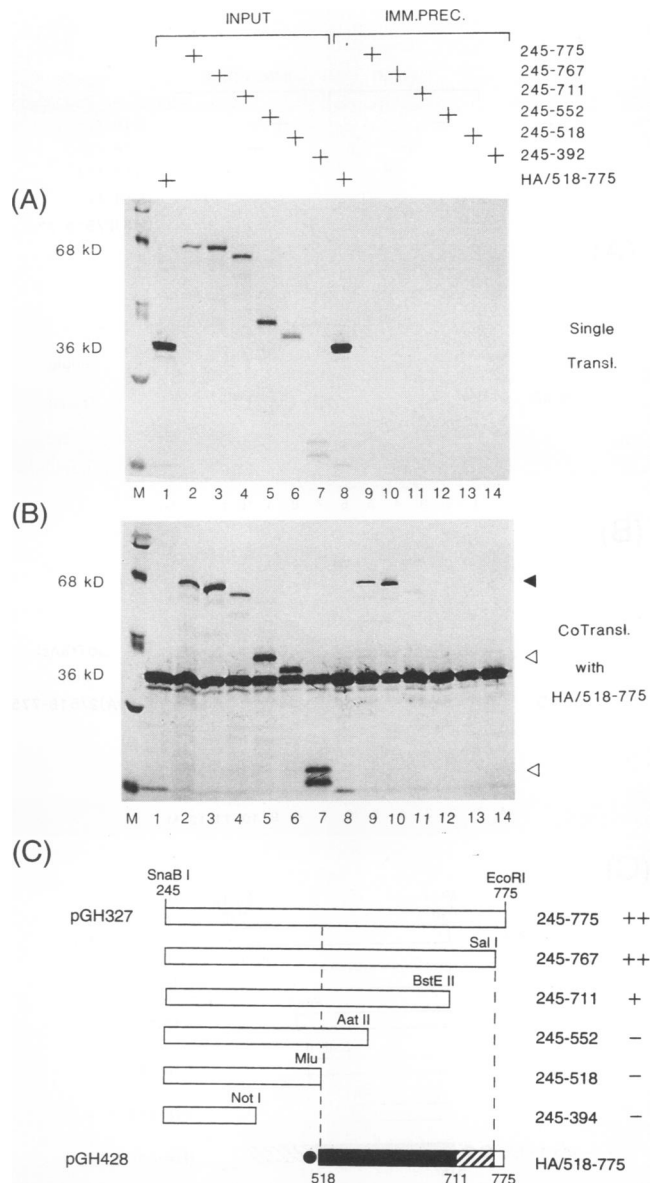 INPUT IMM.PREC.
+ + 245-775
+ + 245-767
+ + 245-711
+ + 245-552
+ + 245-518
+ + 245-392
+ + HA/518-775
(A)
68 kD
36 kD
Single
Transl.
M 1 2 3 4 5 6 7 8 9 10 11 12 13 14
(B)
68 kD
CoTransl.
36 kD
with
HA/518-775
M 1 2 3 4 5 6 7 8 9 10 11 12 13 14
(C)
SnaB I EcoRI
245 775
pGH327 245-775 ++
Sal I
245-767 ++
BstE II
245-711 +
Aat II
245-552 −
Mlu I
245-518 −
Not I
245-394 −
pGH428 HA/518-775
518 711 775